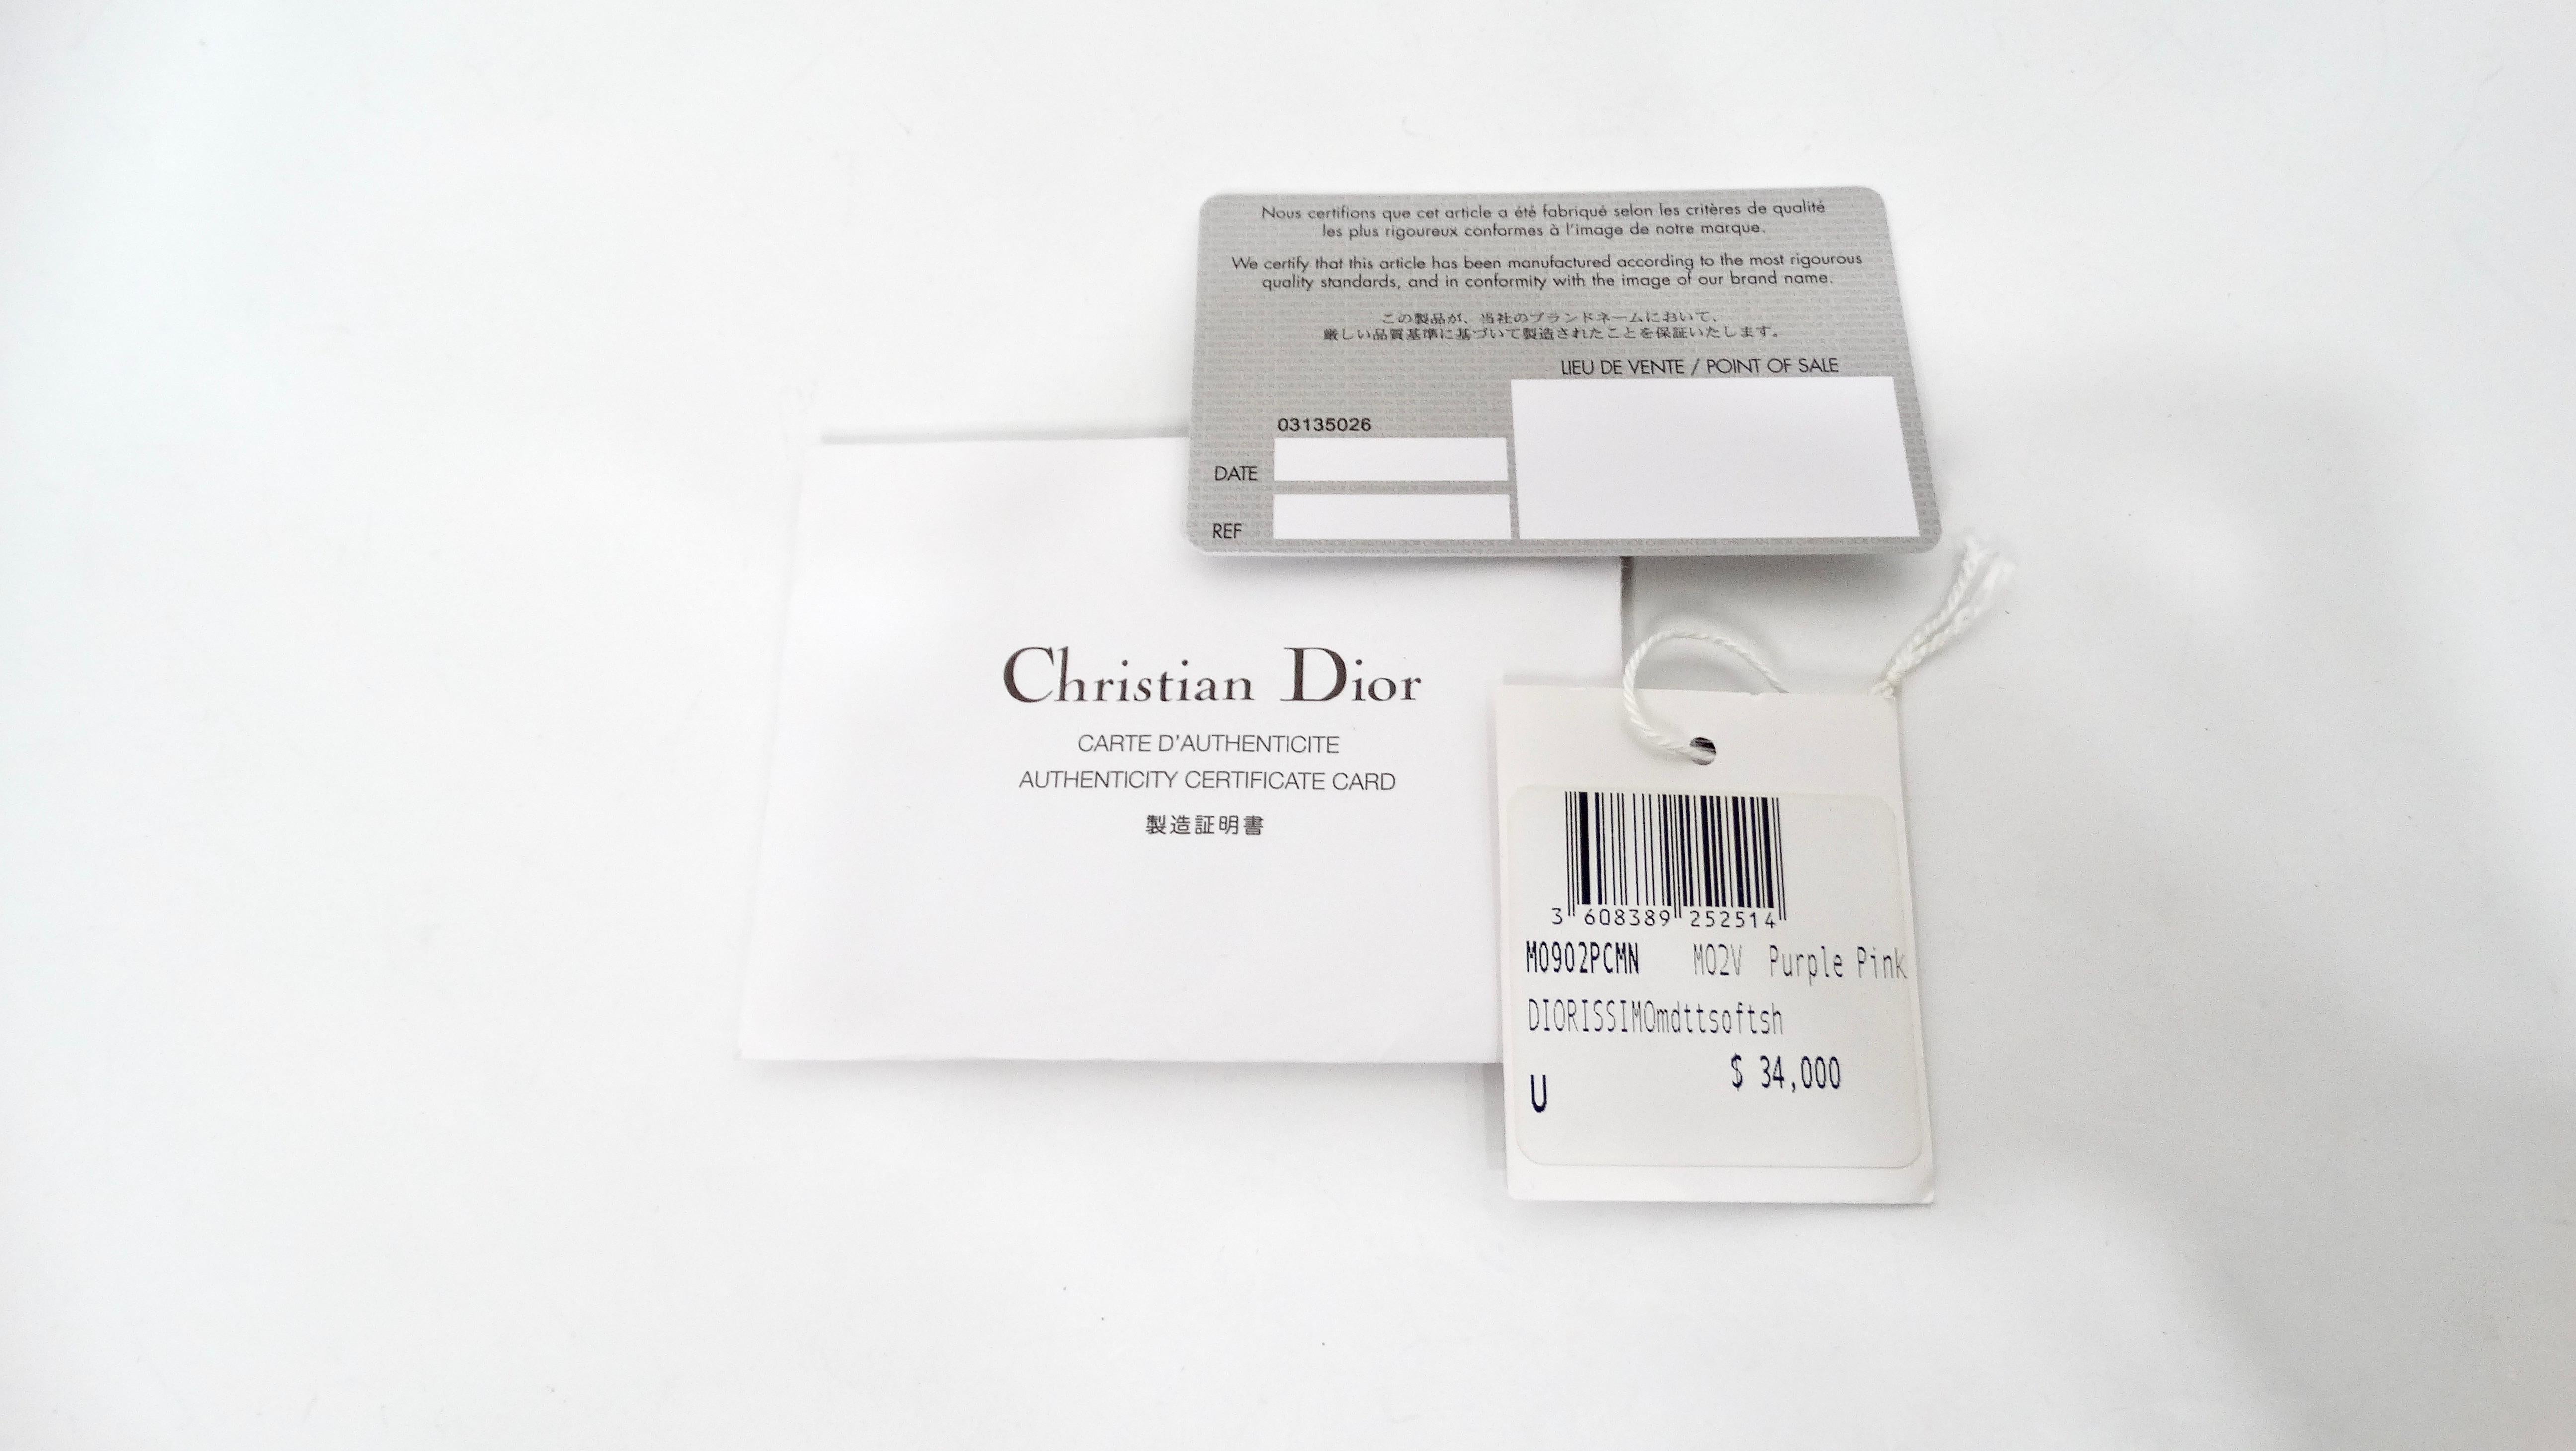 Nous certifions que cet article a été fabriqué selon les critères de qualité
les plus rigoureux conformes à l'image de notre marque.
We certify that this article has been manufactured according to the most rigourous
quality standards, and in conformity with the image of our brand name.
この製品が、当社のブランドネームにおいて、
厳しい品質基準に基づいて製造されたことを保証いたします。
LIEU DE VENTE / POINT OF SALE
03135026
DATE
REF
Christian Dior
CARTE D'AUTHENTICITE
AUTHENTICITY CERTIFICATE CARD
製造証明書
3 608389 252514
M0902PCMN M02V Purple Pink
DIORISSIMOmdttsoftsh
$ 34,000
U